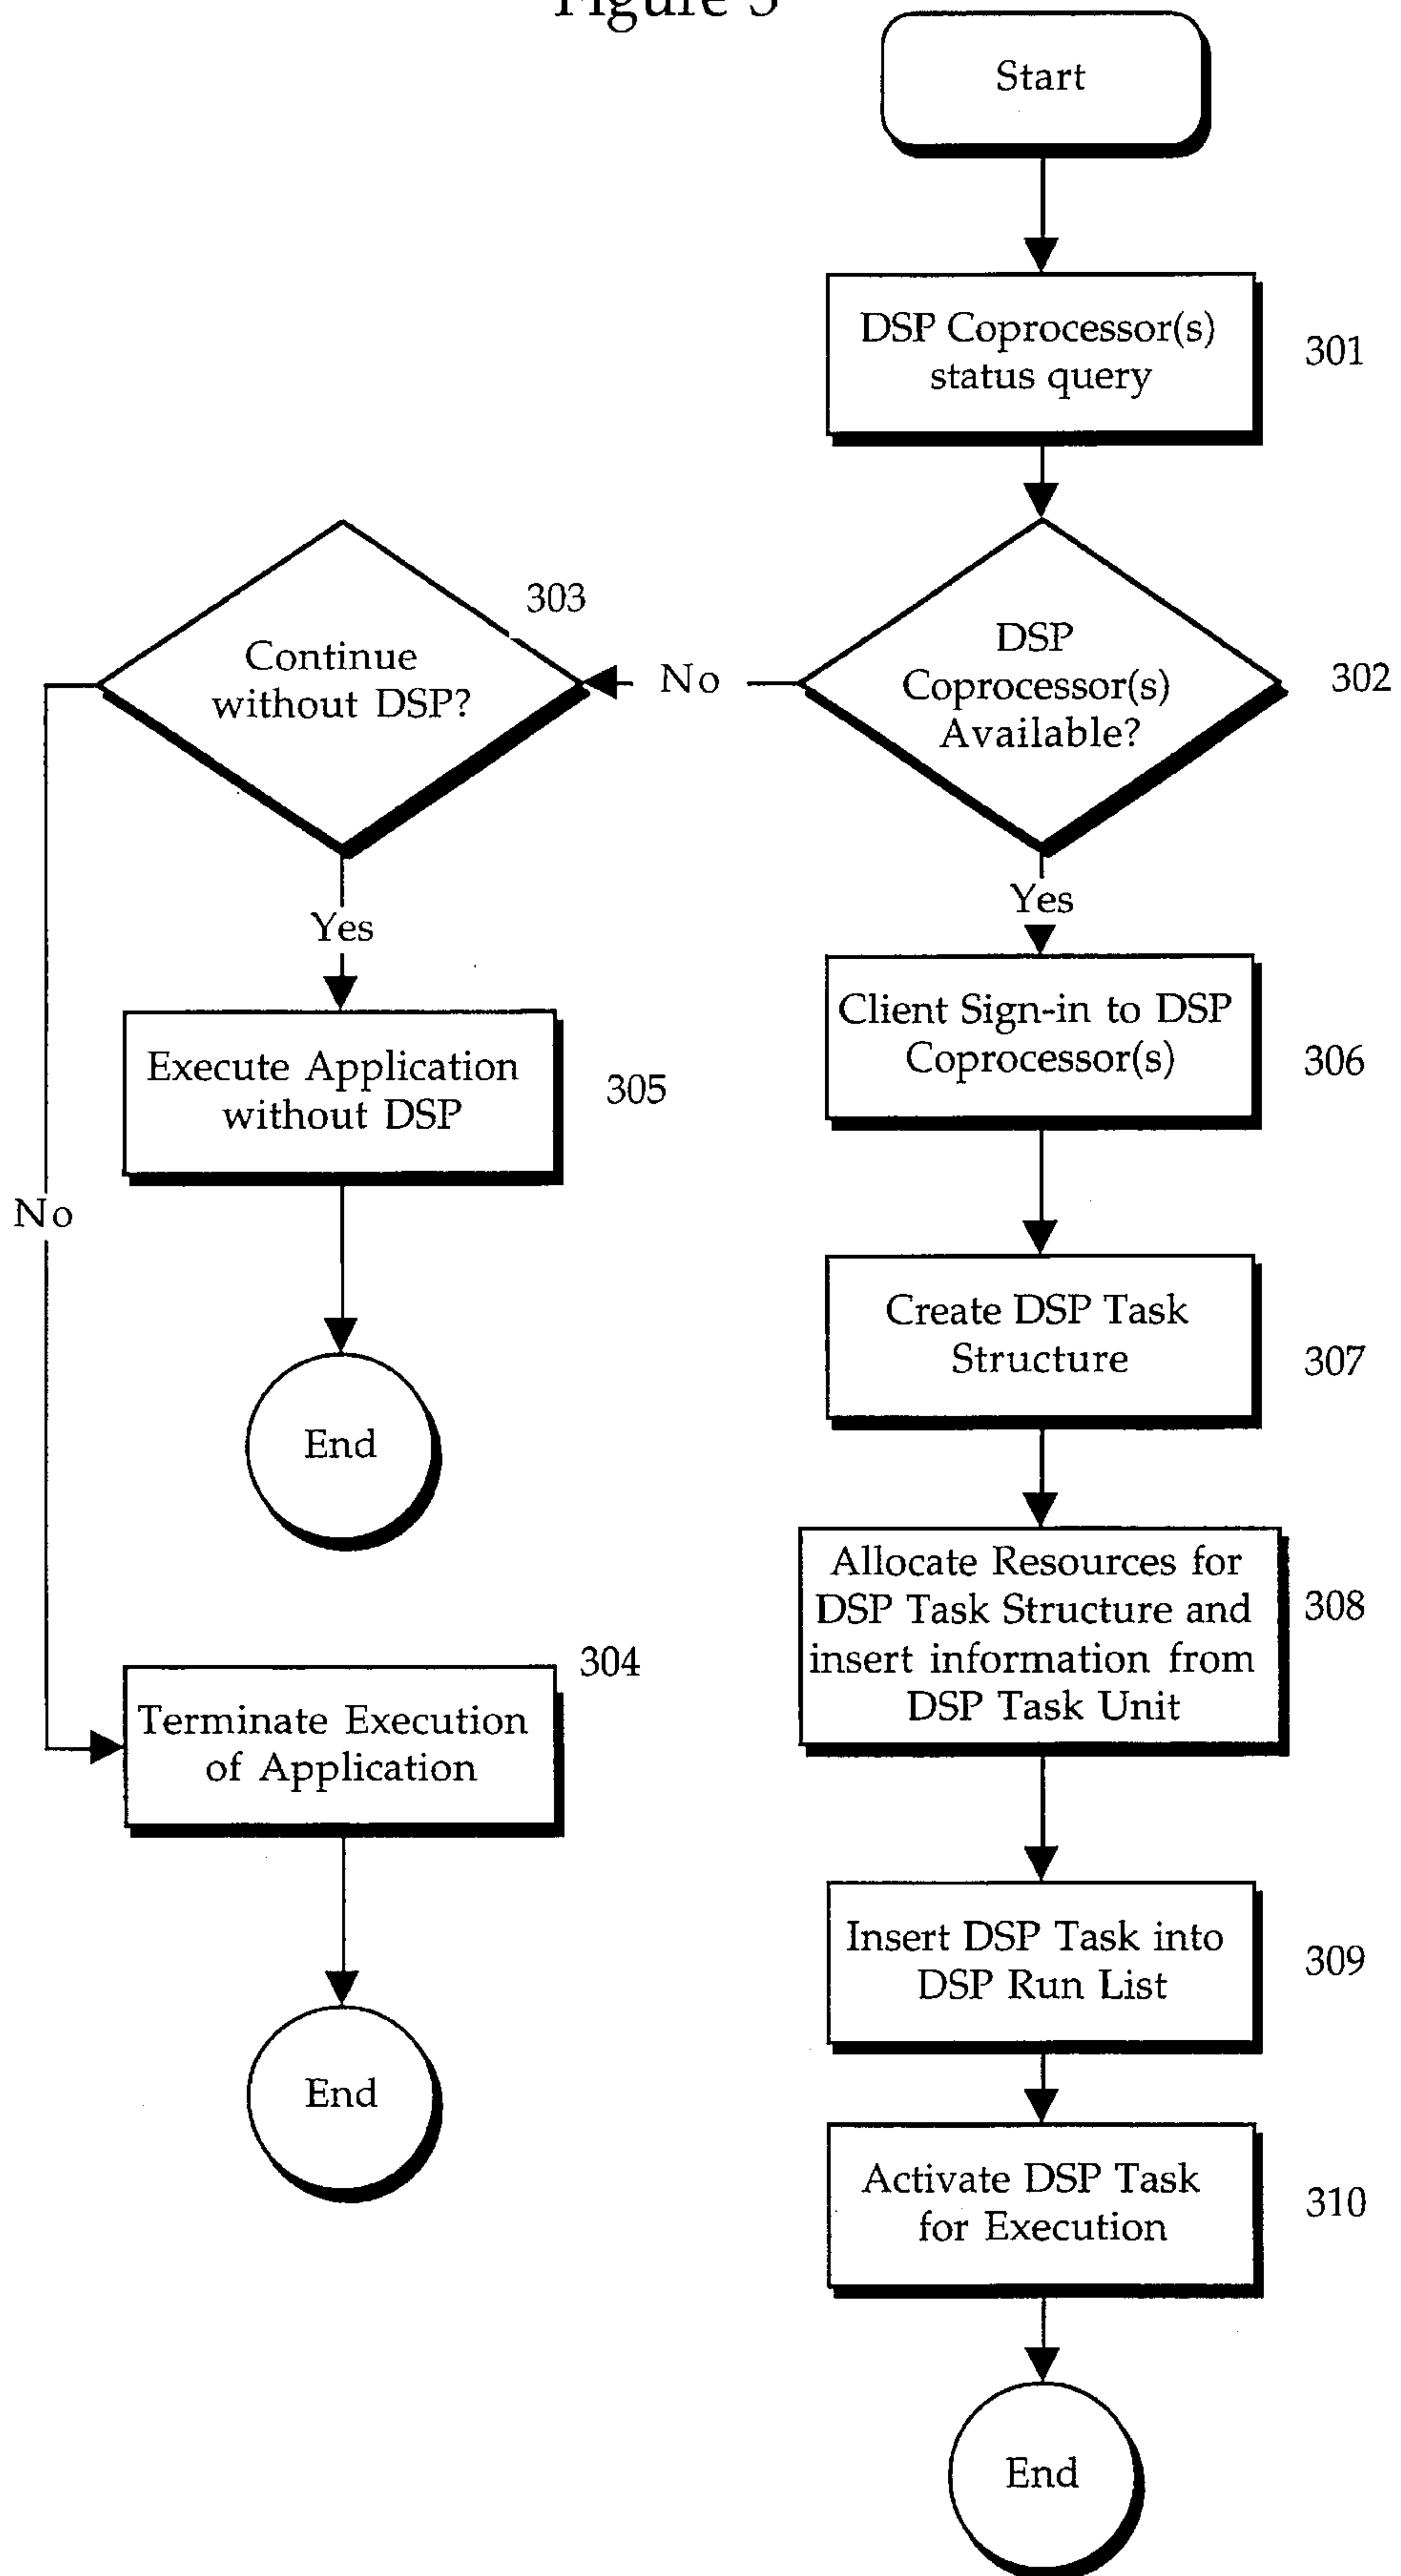 Figure 3
Start
DSP Coprocessor(s)
status query
301
303
Continue
without DSP?
No
DSP
Coprocessor(s)
Available?
302
Yes
Yes
Client Sign-in to DSP
Coprocessor(s)
306
Execute Application
without DSP
305
No
Create DSP Task
Structure
307
End
Allocate Resources for
DSP Task Structure and
insert information from
DSP Task Unit
308
304
Terminate Execution
of Application
Insert DSP Task into
DSP Run List
309
End
Activate DSP Task
for Execution
310
End